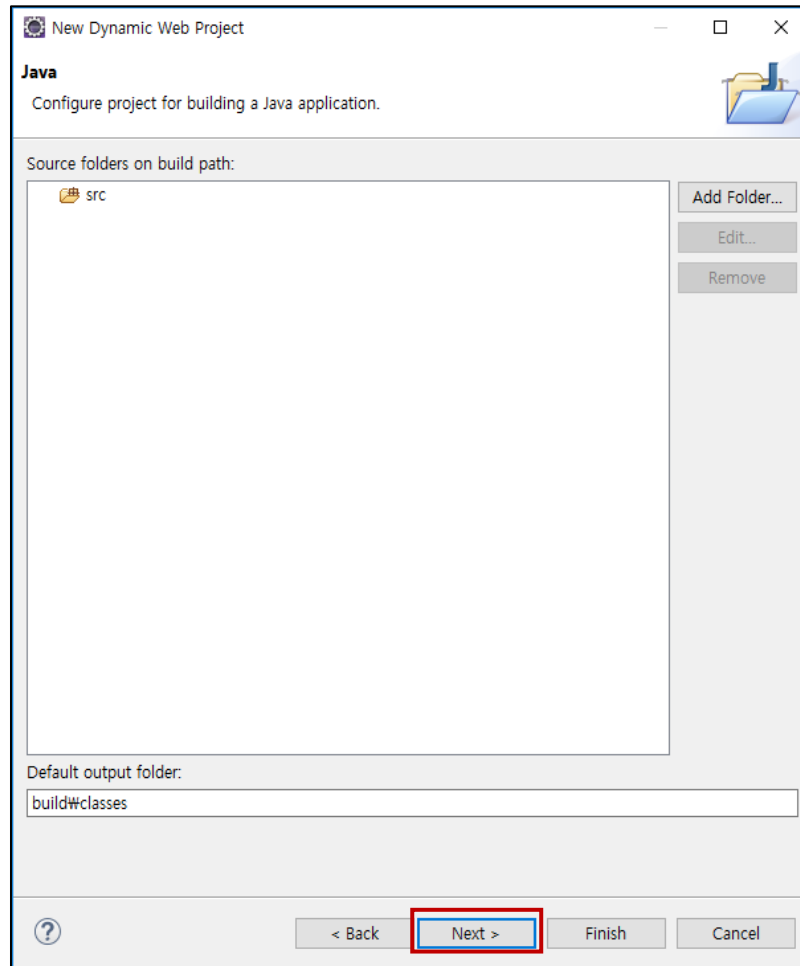 New Dynamic Web Project
Java
Configure project for building a Java application.
Source folders on build path:
src
Add Folder...
Edit...
Remove
Default output folder:
build₩classes
?
< Back
Next >
Finish
Cancel